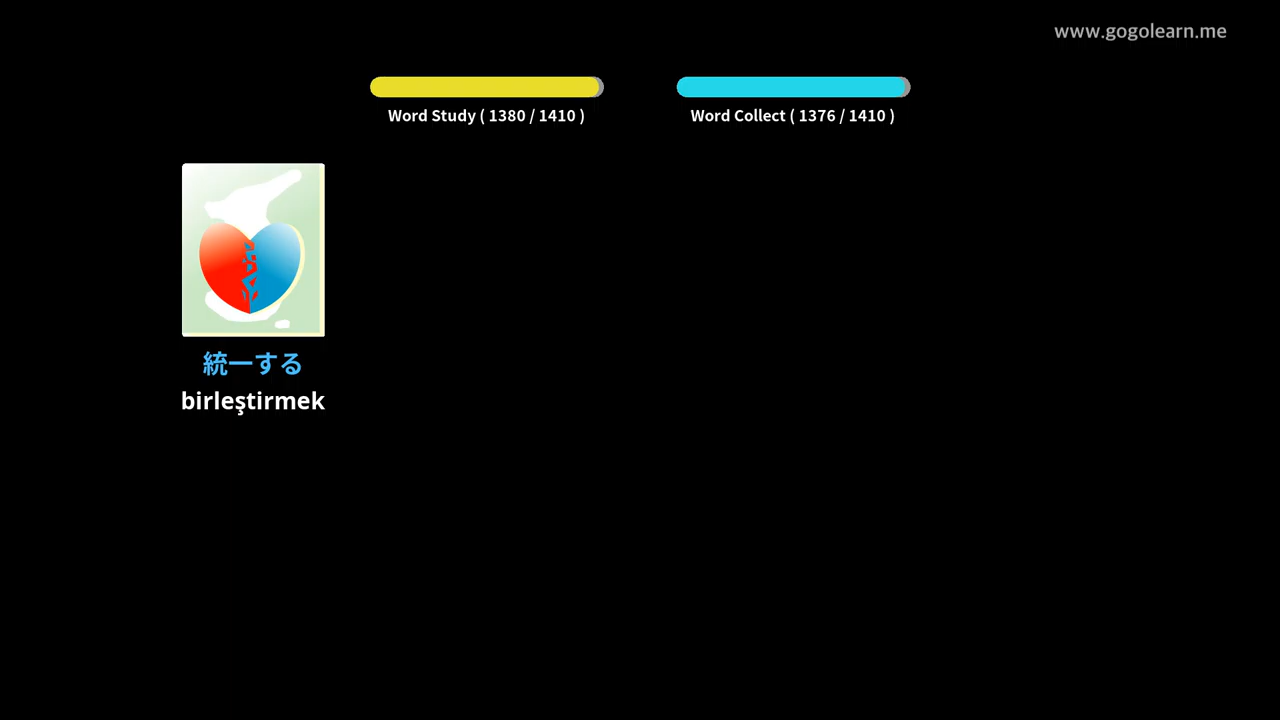 www.gogolearn.me
Word Study ( 1380 / 1410 )
Word Collect ( 1376 / 1410 )
統一する
birleştirmek